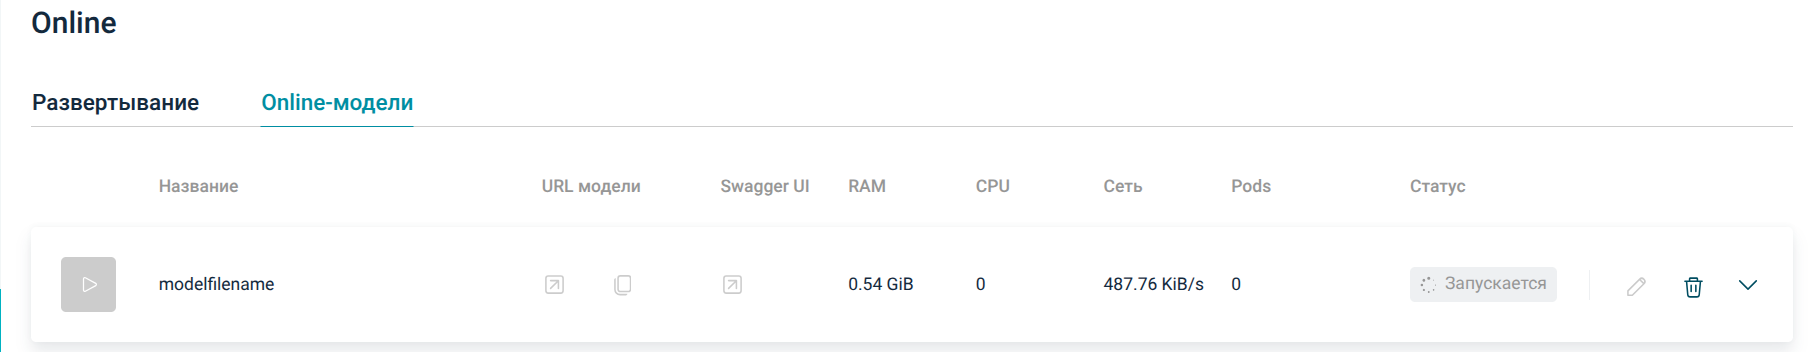 Online
Развертывание Online-модели
Название URL модели Swagger UI RAM CPU Сеть Pods Статус
modelfilename 0.54 GiB 0 487.76 KiB/s 0 Запускается